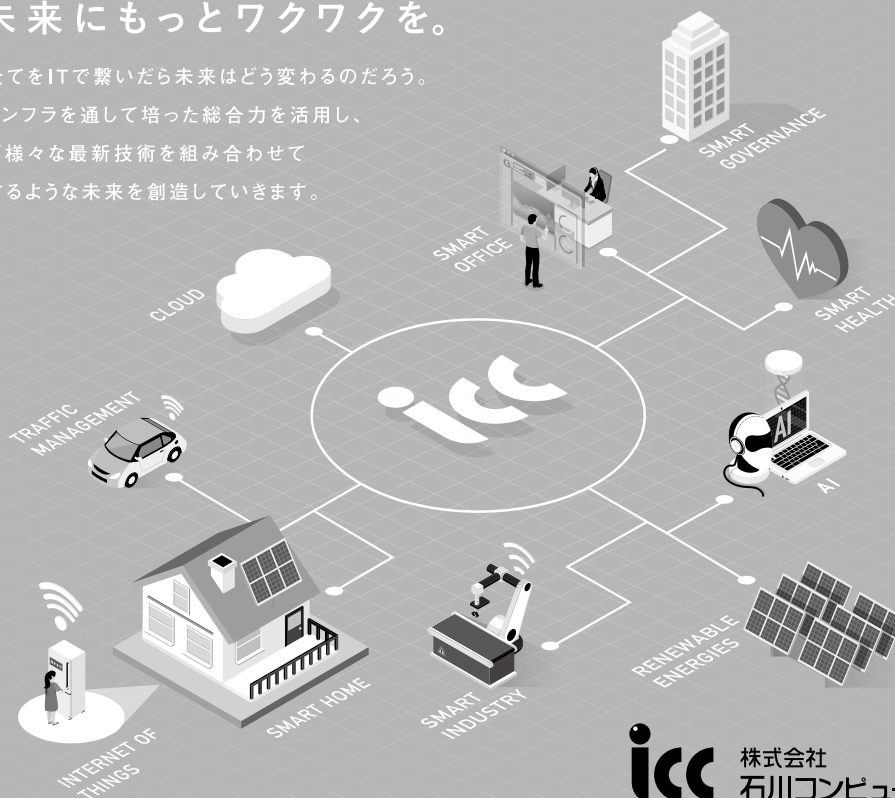 未来にもっとワクワクを。
たてをITで繋いだら未来はどう変わるのだろう。
ンフラを通して培った総合力を活用し、
様々な最新技術を組み合わせて
するような未来を創造していきます。
SMART
GOVERNANCE
SMART
OFFICE
SMART
HEALTH
CLOUD
icc
TRAFFIC
MANAGEMENT
AI
AI
RENEWABLE
ENERGIES
SMART HOME
SMART
INDUSTRY
INTERNET OF
THINGS
icc
株式会社
石川コンピュ